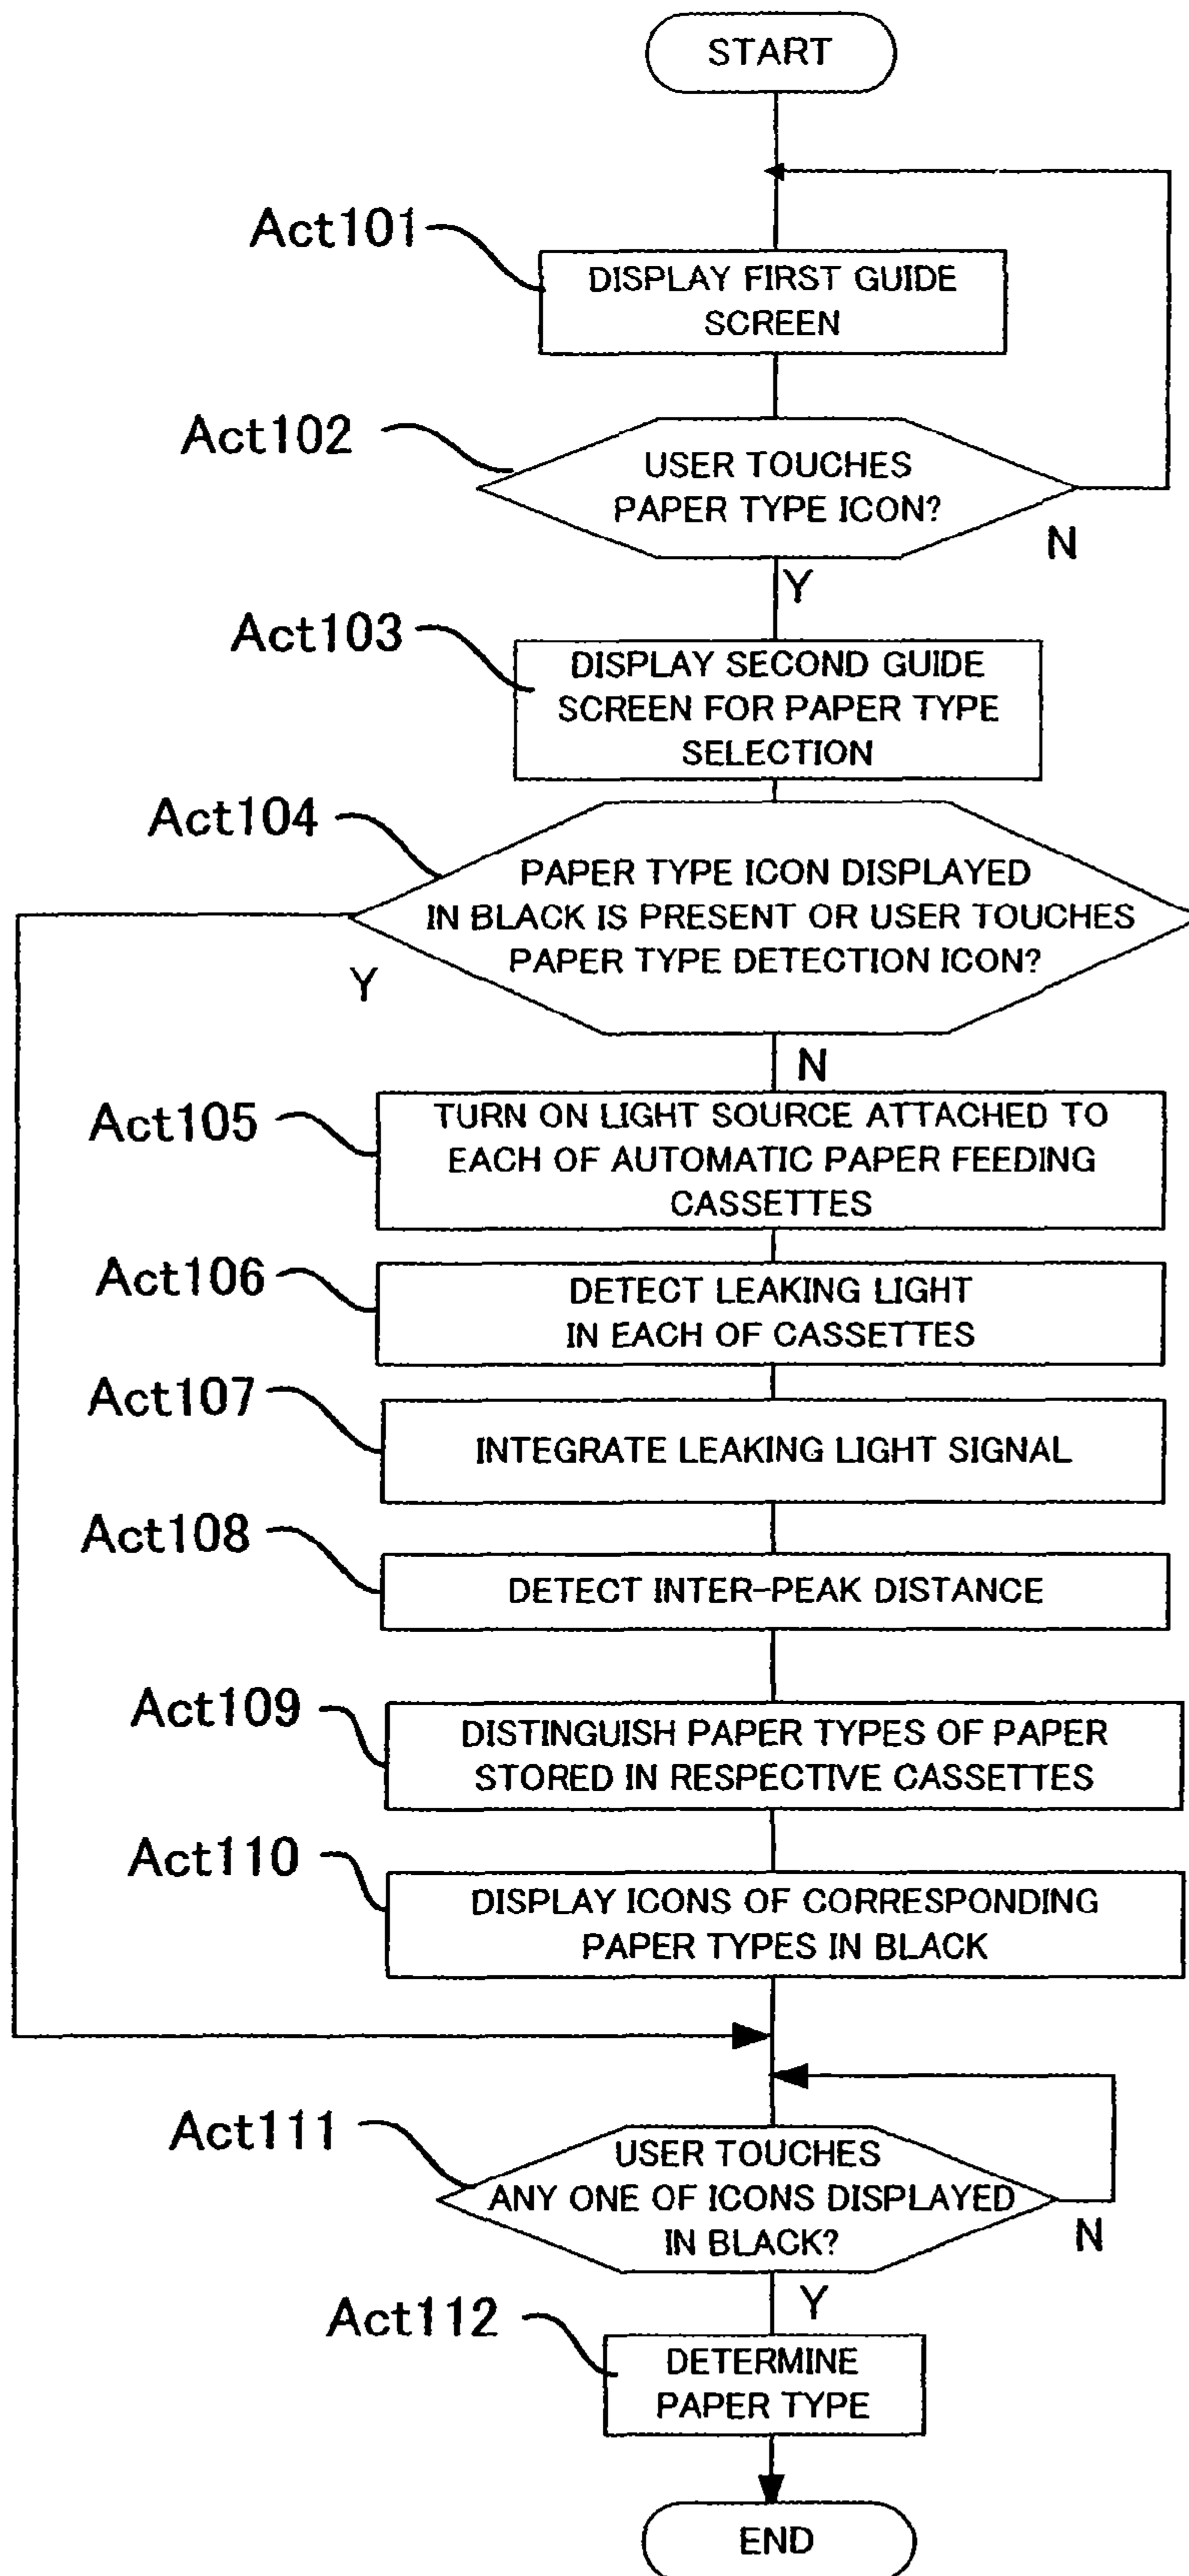 START
Act101
DISPLAY FIRST GUIDE
SCREEN
Act102
USER TOUCHES
PAPER TYPE ICON?
N
Y
Act103
DISPLAY SECOND GUIDE
SCREEN FOR PAPER TYPE
SELECTION
Act104
PAPER TYPE ICON DISPLAYED
IN BLACK IS PRESENT OR USER TOUCHES
PAPER TYPE DETECTION ICON?
Y
N
Act105
TURN ON LIGHT SOURCE ATTACHED TO
EACH OF AUTOMATIC PAPER FEEDING
CASSETTES
Act106
DETECT LEAKING LIGHT
IN EACH OF CASSETTES
Act107
INTEGRATE LEAKING LIGHT SIGNAL
Act108
DETECT INTER-PEAK DISTANCE
Act109
DISTINGUISH PAPER TYPES OF PAPER
STORED IN RESPECTIVE CASSETTES
Act110
DISPLAY ICONS OF CORRESPONDING
PAPER TYPES IN BLACK
Act111
USER TOUCHES
ANY ONE OF ICONS DISPLAYED
IN BLACK?
N
Y
Act112
DETERMINE
PAPER TYPE
END